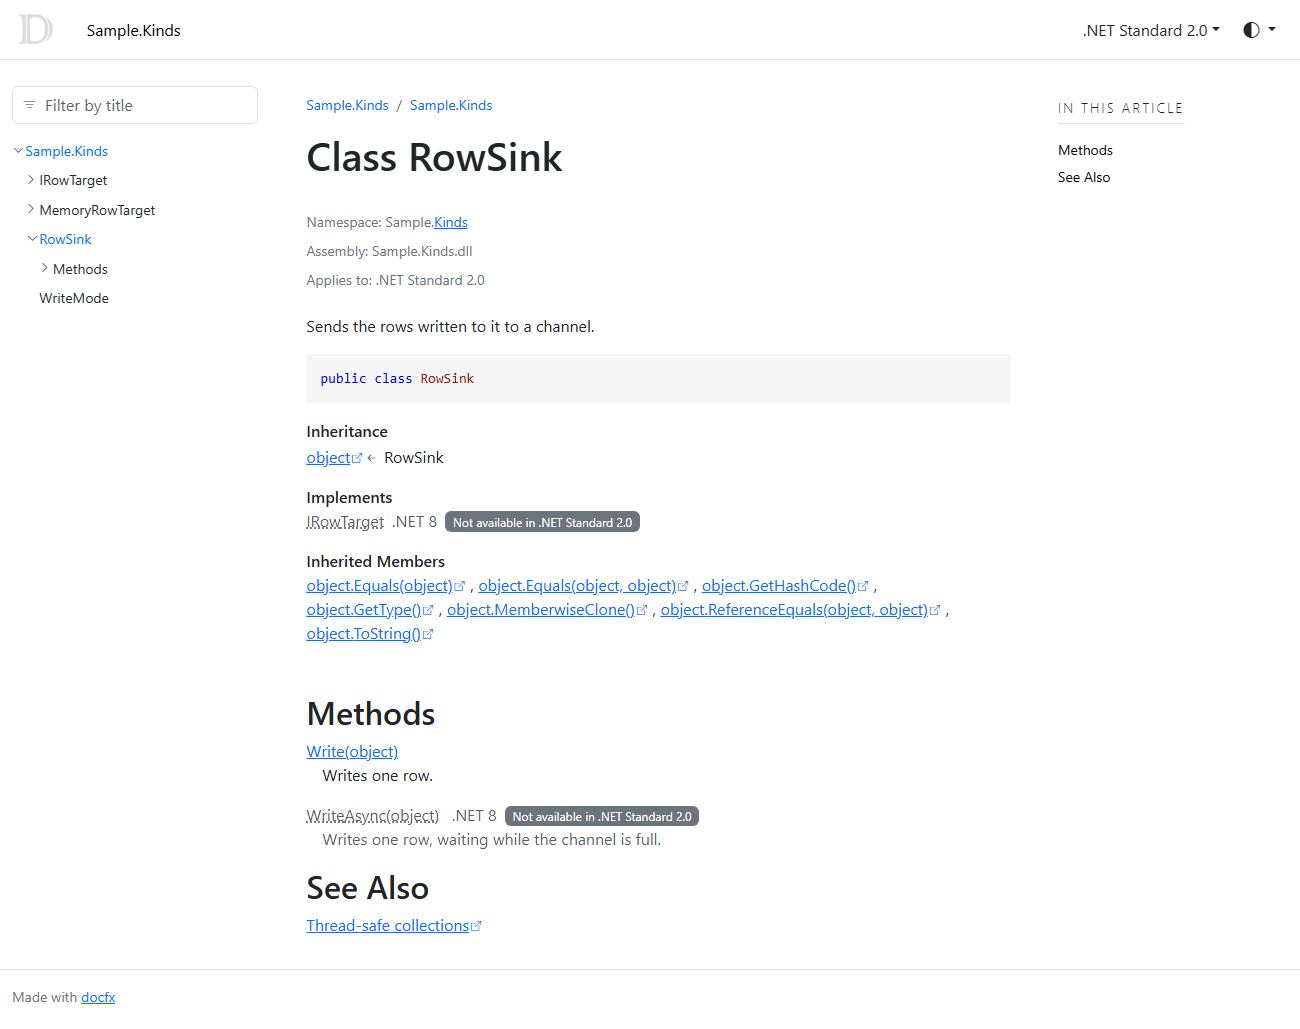 D
Sample.Kinds
.NET Standard 2.0
Filter by title
Sample.Kinds
IRowTarget
MemoryRowTarget
RowSink
Methods
WriteMode
Sample.Kinds / Sample.Kinds
Class RowSink
Namespace: Sample.Kinds
Assembly: Sample.Kinds.dll
Applies to: .NET Standard 2.0
Sends the rows written to it to a channel.
public class RowSink
Inheritance
object ← RowSink
Implements
IRowTarget .NET 8 Not available in .NET Standard 2.0
Inherited Members
object.Equals(object) , object.Equals(object, object) , object.GetHashCode() ,
object.GetType() , object.MemberwiseClone() , object.ReferenceEquals(object, object) ,
object.ToString()
Methods
Write(object)
Writes one row.
WriteAsync(object) .NET 8 Not available in .NET Standard 2.0
Writes one row, waiting while the channel is full.
See Also
Thread-safe collections
IN THIS ARTICLE
Methods
See Also
Made with docfx